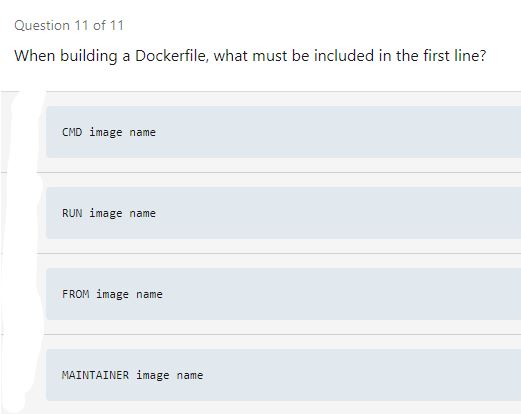 Question 11 of 11
When building a Dockerfile, what must be included in the first line?
CMD image name
RUN image name
FROM image name
MAINTAINER image name